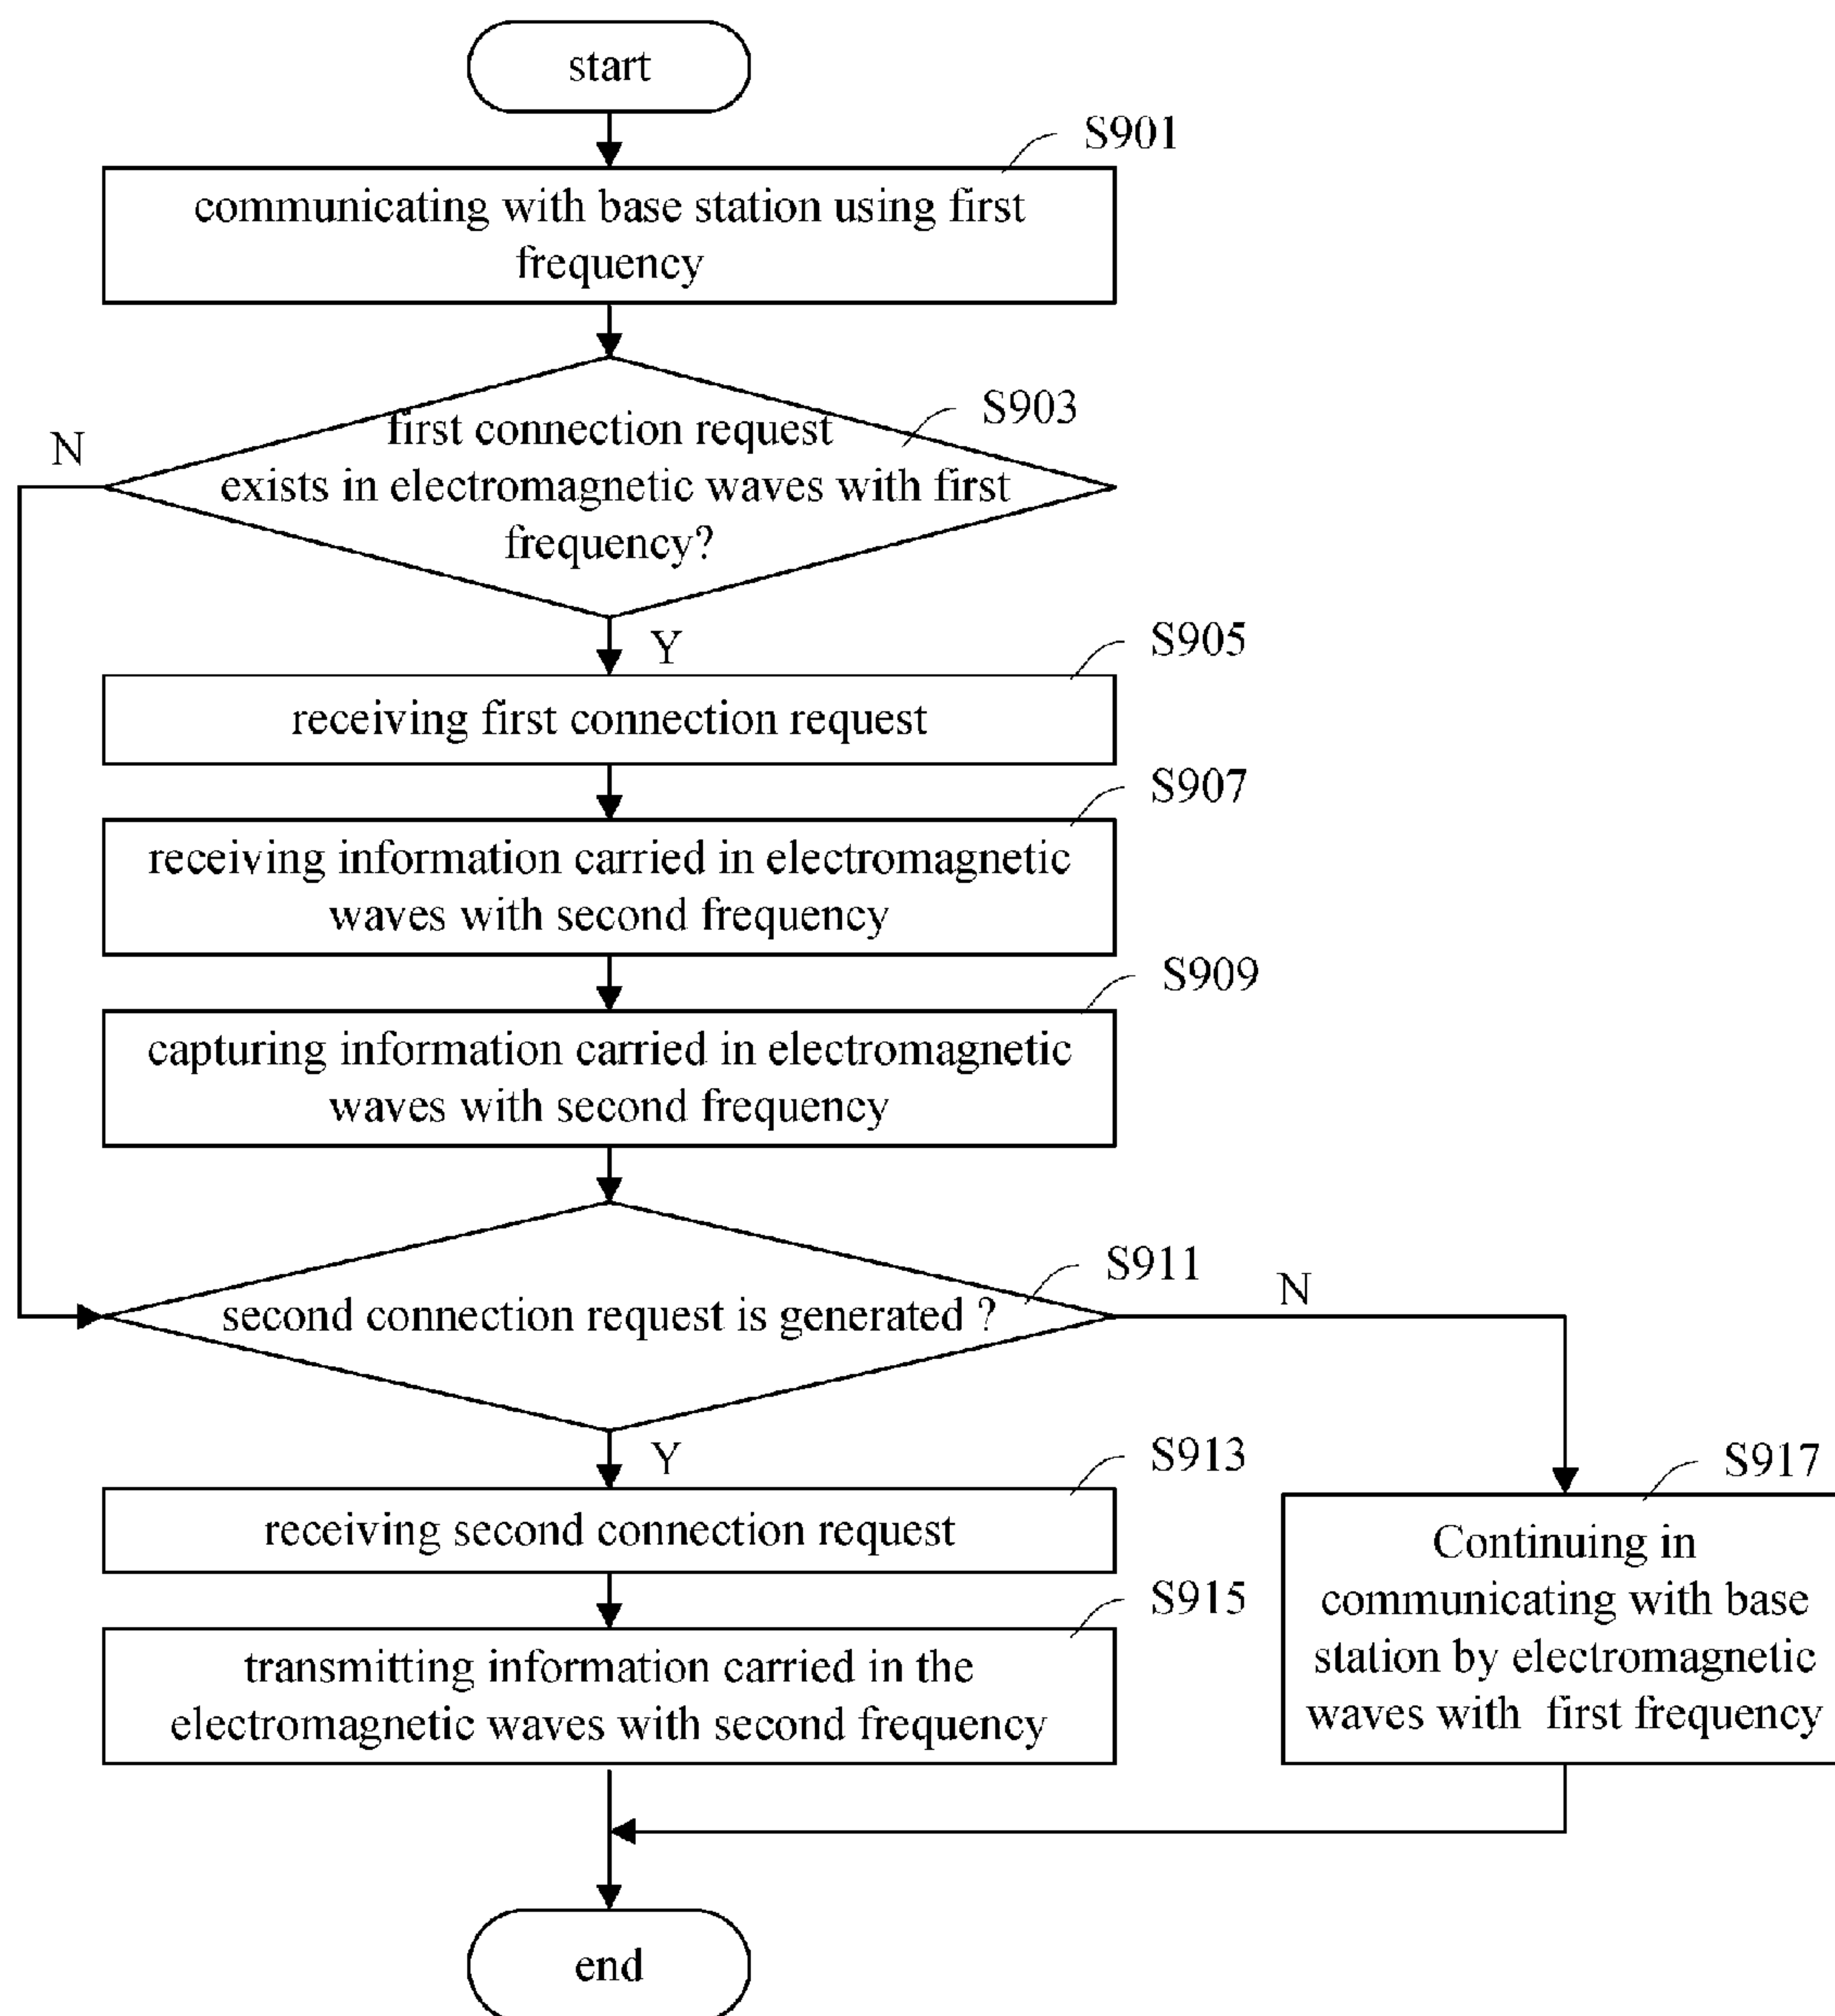 start
S901
communicating with base station using first
frequency
S903
first connection request
exists in electromagnetic waves with first
frequency?
N
Y
S905
receiving first connection request
S907
receiving information carried in electromagnetic
waves with second frequency
S909
capturing information carried in electromagnetic
waves with second frequency
S911
second connection request is generated ?
N
Y
S913
receiving second connection request
S915
transmitting information carried in the
electromagnetic waves with second frequency
S917
Continuing in
communicating with base
station by electromagnetic
waves with first frequency
end